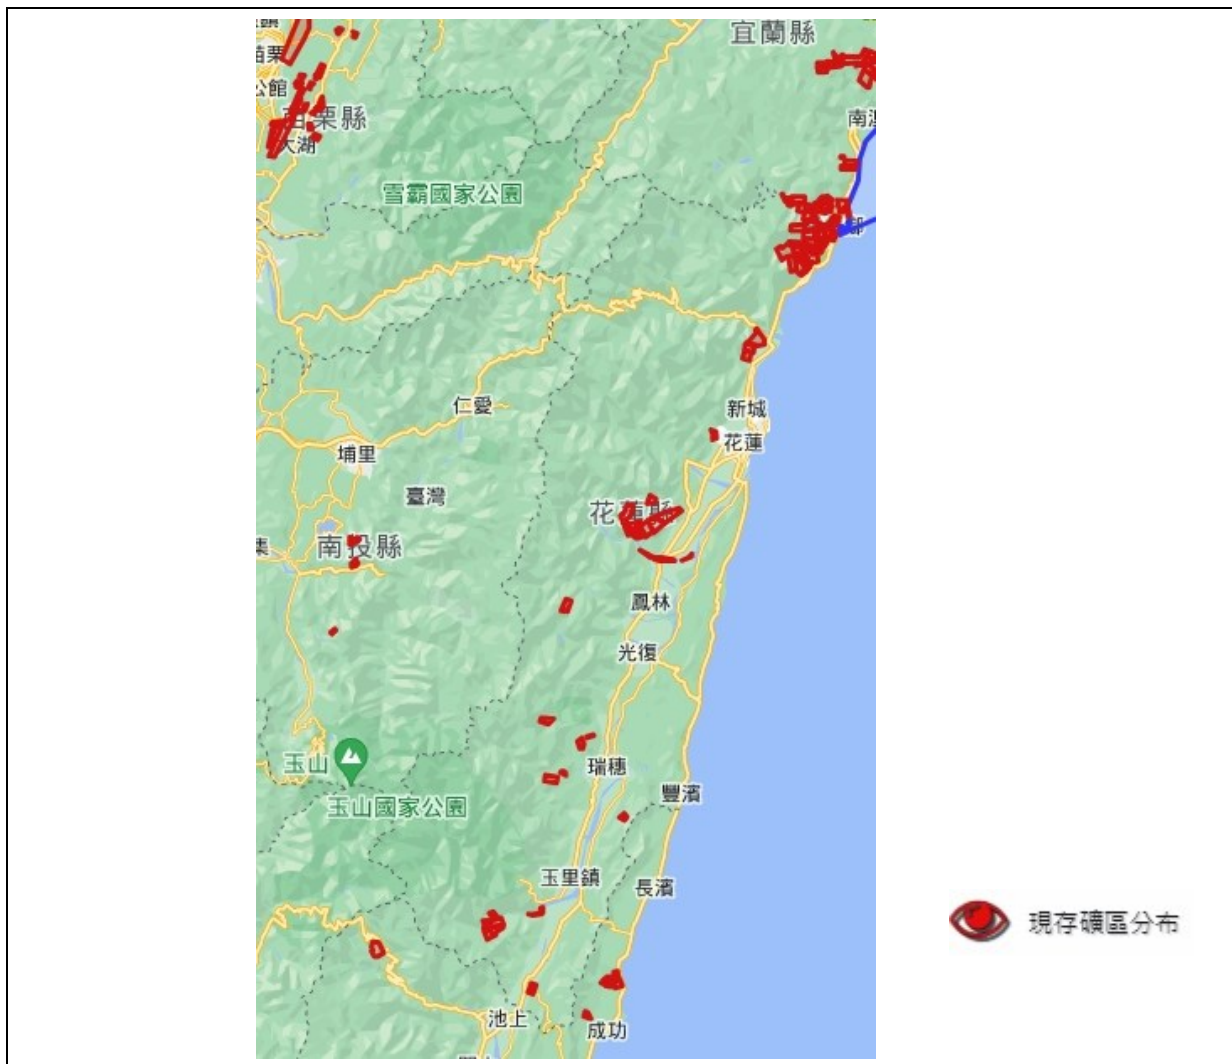 宜蘭縣
苗栗
公館
苗栗縣
大湖
雪霸國家公園
仁愛
新城
花蓮
埔里
臺灣
花蓮縣
南投縣
鳳林
光復
玉山
瑞穗
豐濱
玉山國家公園
玉里鎮
長濱
現存礦區分布
池上
成功